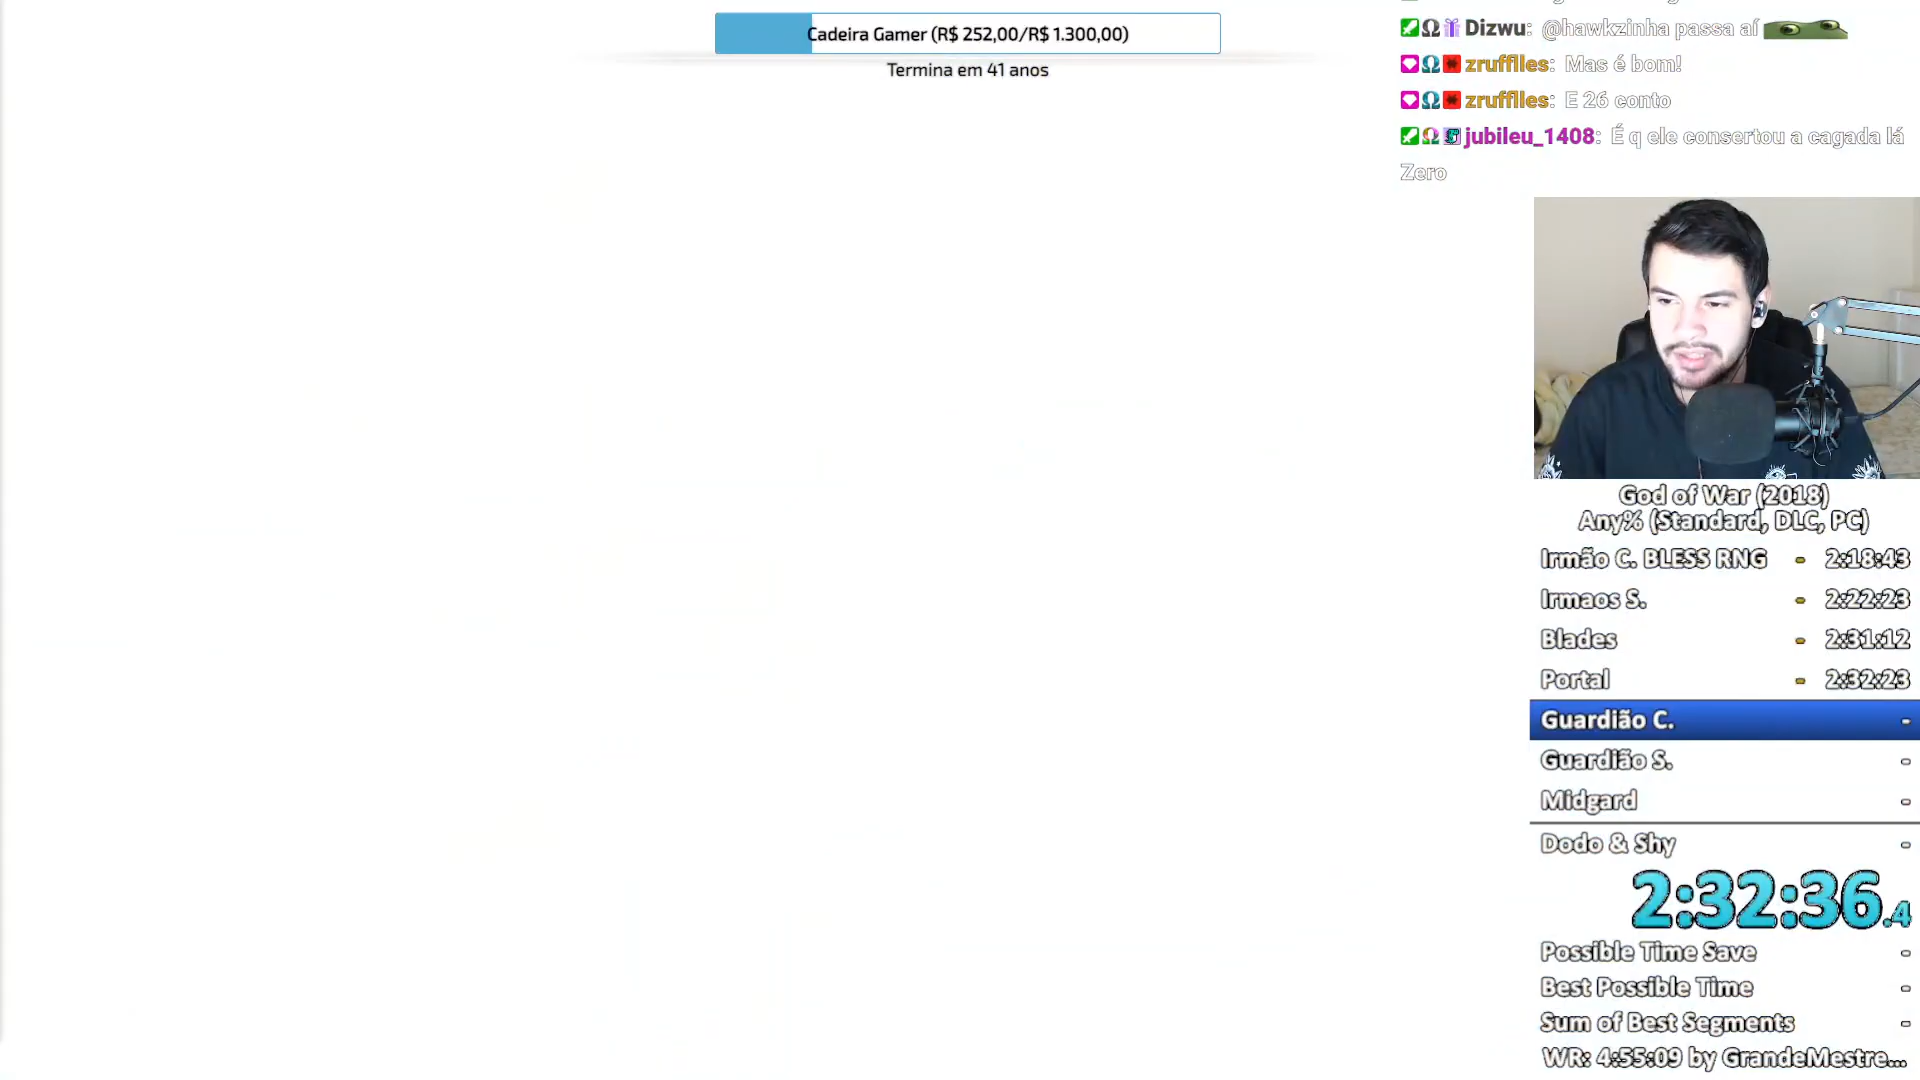 Cadeira Gamer (R$ 252,00/R$ 1.300,00)
Termina em 41 anos
Dizwu: @hawkzinha passa aí
zrufflles: Mas é bom!
zrufflles: E 26 conto
jubileu_1408: É q ele consertou a cagada lá
Zero
God of War (2018)
Any% (Standard, DLC, PC)
Irmão C. BLESS RNG - 2:18:43
Irmaos S. - 2:22:23
Blades - 2:31:12
Portal - 2:32:23
Guardião C. -
Guardião S. -
Midgard -
Dodo & Shy -
2:32:36.4
Possible Time Save -
Best Possible Time -
Sum of Best Segments -
WR: 4:55:09 by GrandeMestre...